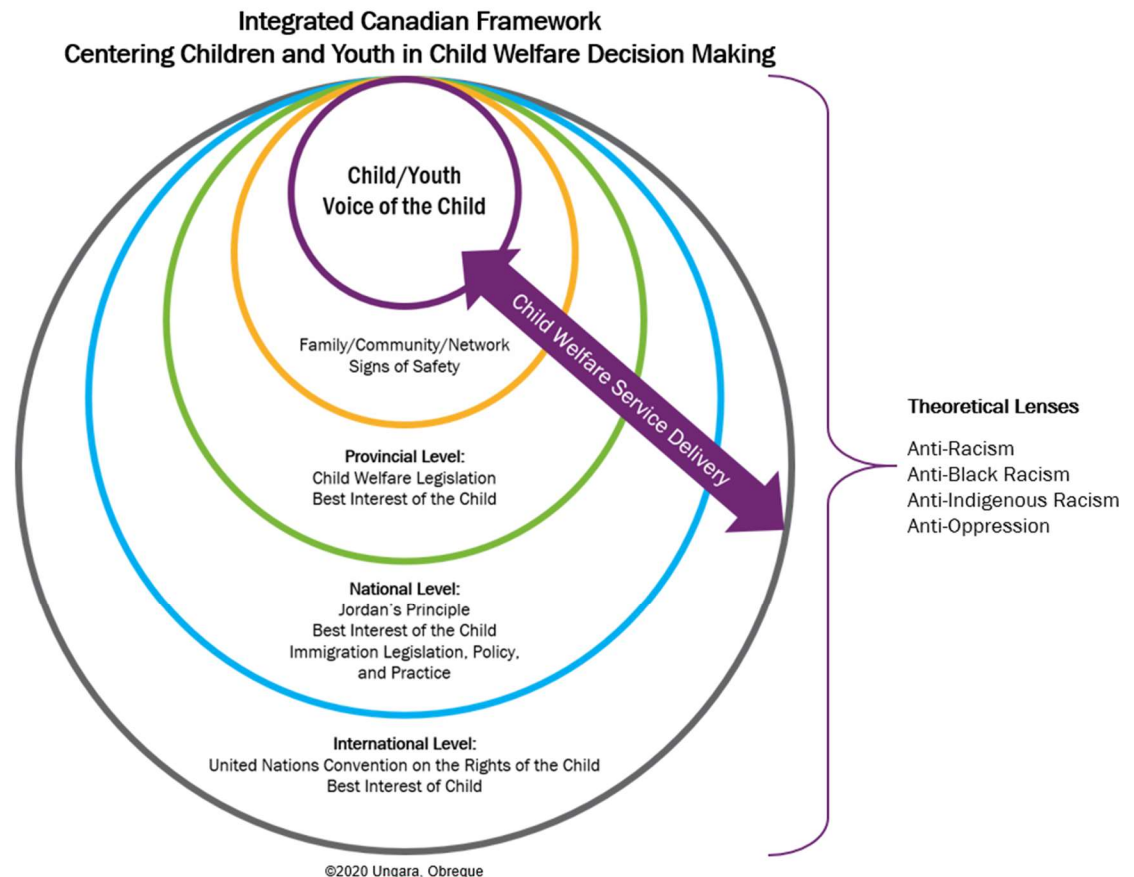 Integrated Canadian Framework
Centering Children and Youth in Child Welfare Decision Making
Child/Youth
Voice of the Child
Child Welfare Service Delivery
Family/Community/Network
Signs of Safety
Provincial Level:
Child Welfare Legislation
Best Interest of the Child
National Level:
Jordan's Principle
Best Interest of the Child
Immigration Legislation, Policy,
and Practice
International Level:
United Nations Convention on the Rights of the Child
Best Interest of Child
Theoretical Lenses
Anti-Racism
Anti-Black Racism
Anti-Indigenous Racism
Anti-Oppression
©2020 Ungara, Obregue